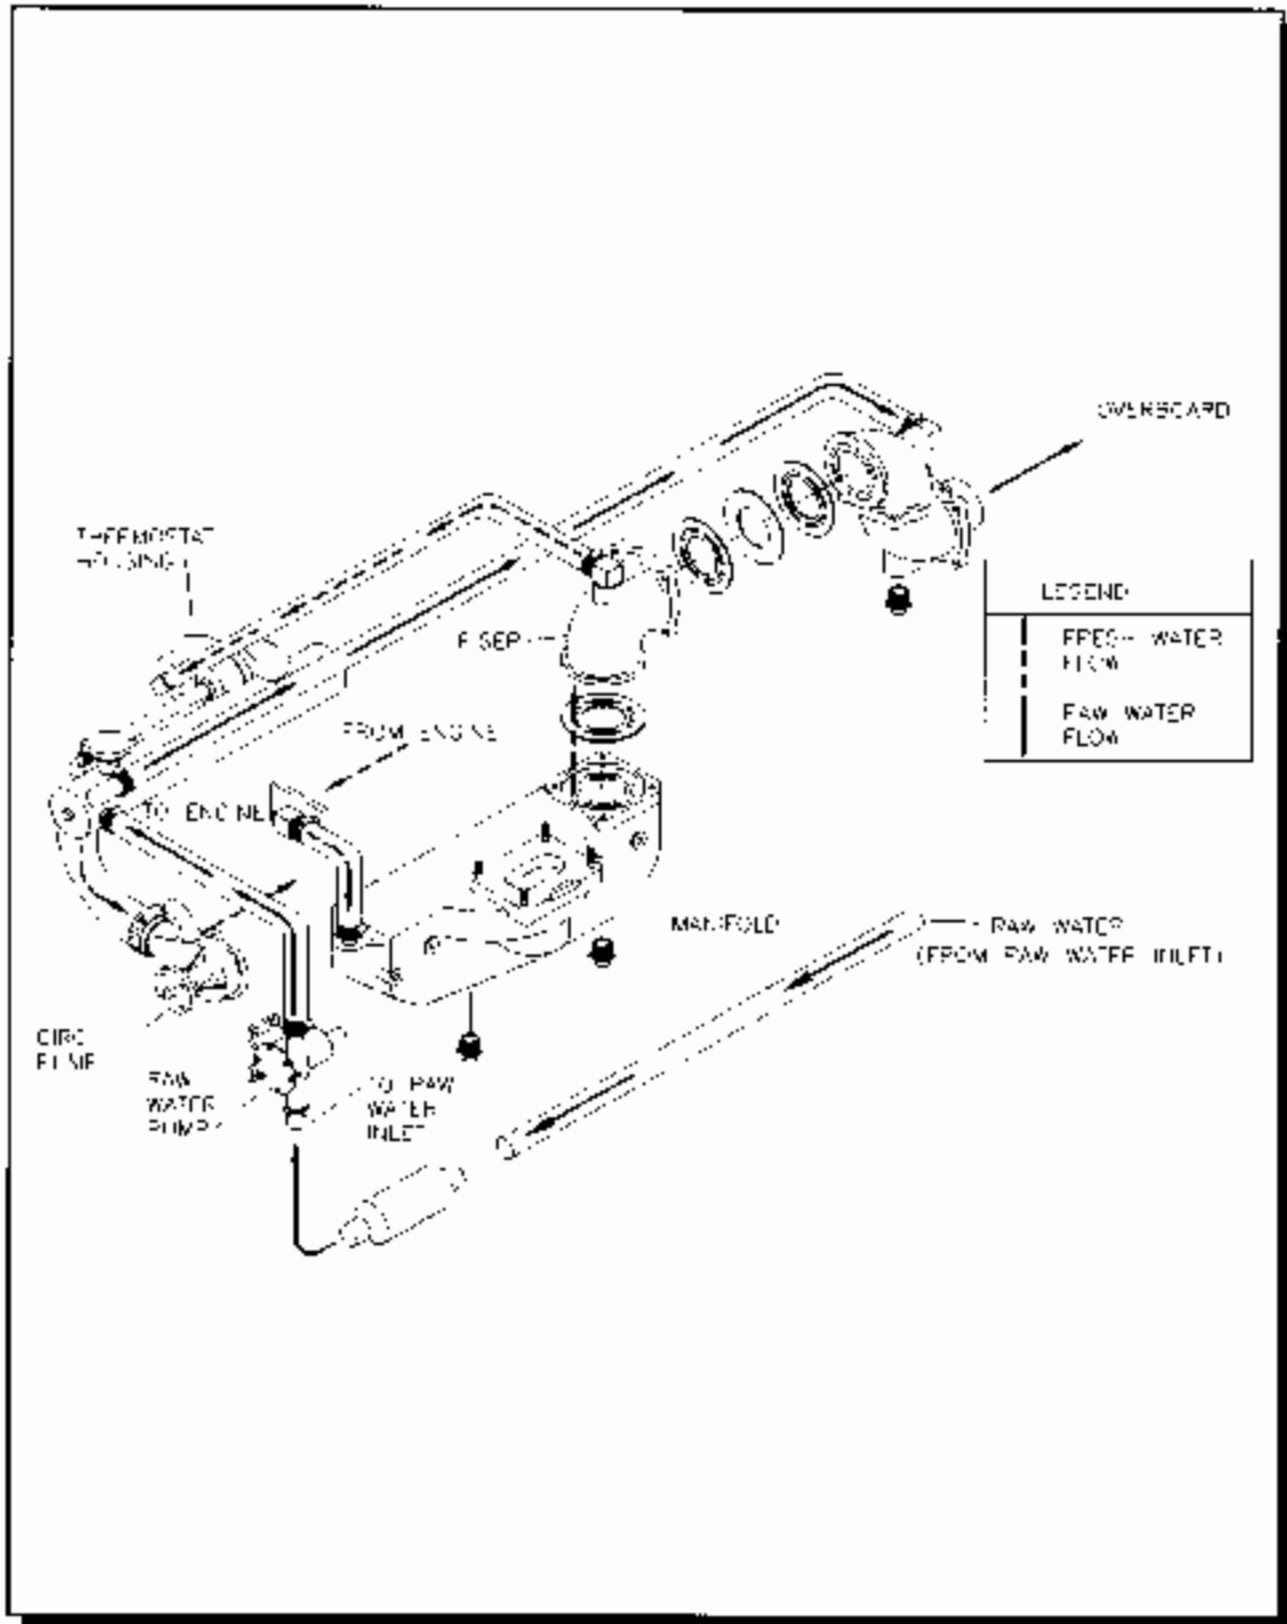 OVERBOARD
THERMOSTAT
HOUSING
LEGEND
FRESH WATER
FLOW
RAW WATER
FLOW
RISER
FROM ENGINE
TO ENGINE
MANIFOLD
RAW WATER
(FROM RAW WATER INLET)
CIRC
PUMP
RAW
WATER
PUMP
TO RAW
WATER
INLET